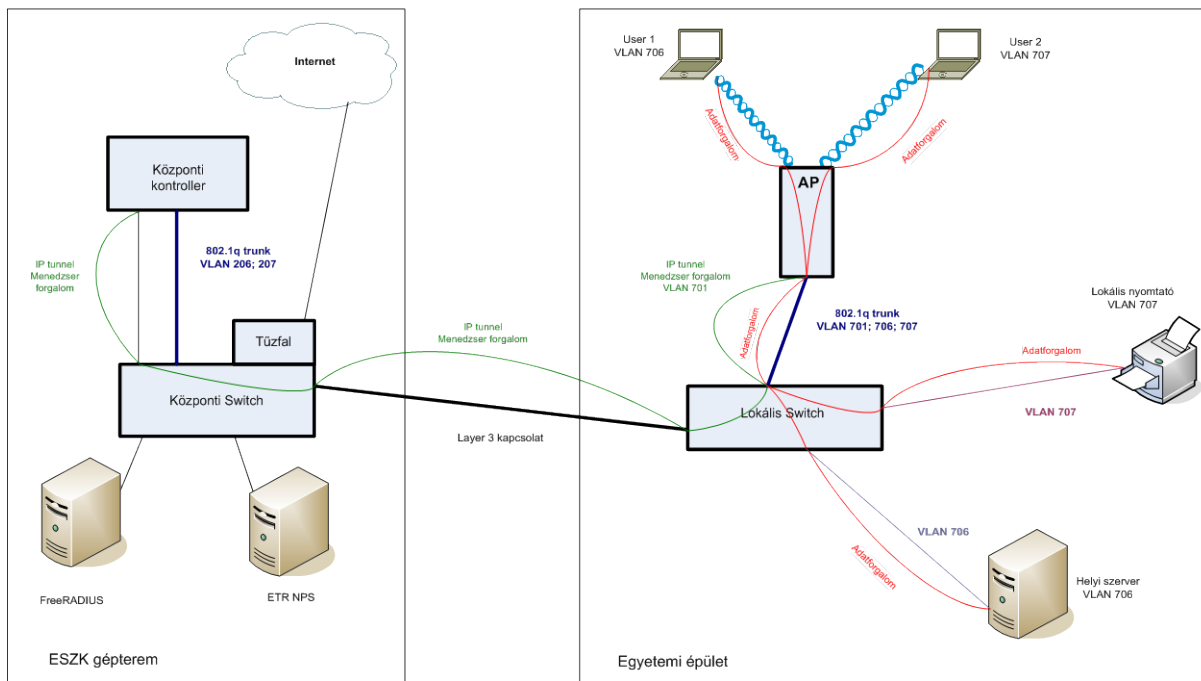 Internet
Központi
kontroller
IP tunnel
Menedzser
forgalom
802.1q trunk
VLAN 206; 207
Tűzfal
Központi Switch
FreeRADIUS
ETR NPS
ESZK gépterem
IP tunnel
Menedzser forgalom
Layer 3 kapcsolat
User 1
VLAN 706
User 2
VLAN 707
Adatforgalom
Adatforgalom
AP
IP tunnel
Menedzser forgalom
VLAN 701
802.1q trunk
VLAN 701; 706; 707
Adatforgalom
Lokális nyomtató
VLAN 707
Adatforgalom
VLAN 707
Lokális Switch
VLAN 706
Adatforgalom
Helyi szerver
VLAN 706
Egyetemi épület